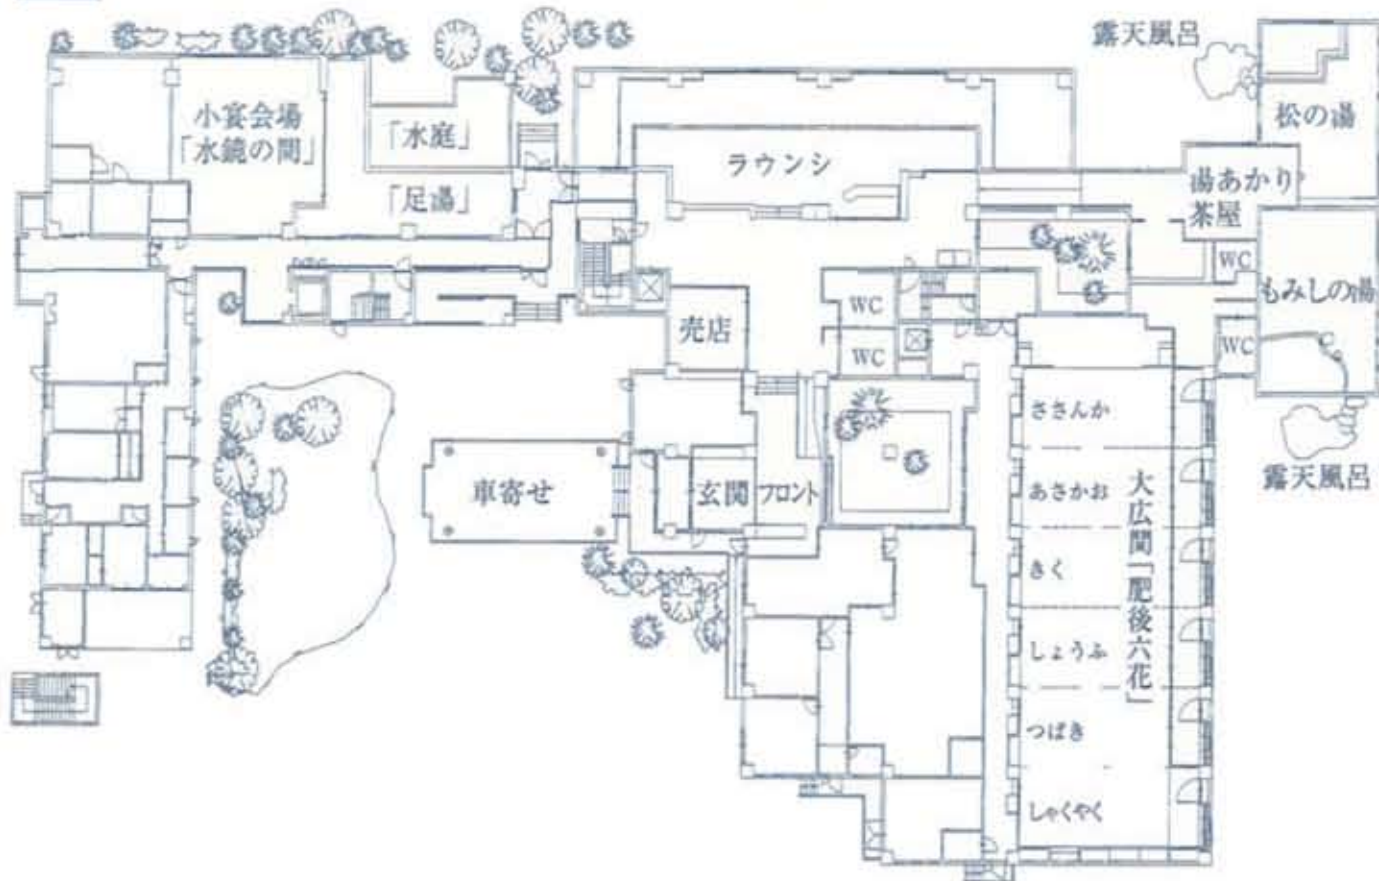 露天風呂
小宴会場
「水鏡の間」
「水庭」
「足湯」
ラウンシ
松の湯
湯あかり
茶屋
WC
もみしの湯
WC
売店
WC
WC
露天風呂
車寄せ
玄関
フロント
大広間「肥後六花」
ささんか
あさかお
きく
しょうふ
つばき
しゃくやく